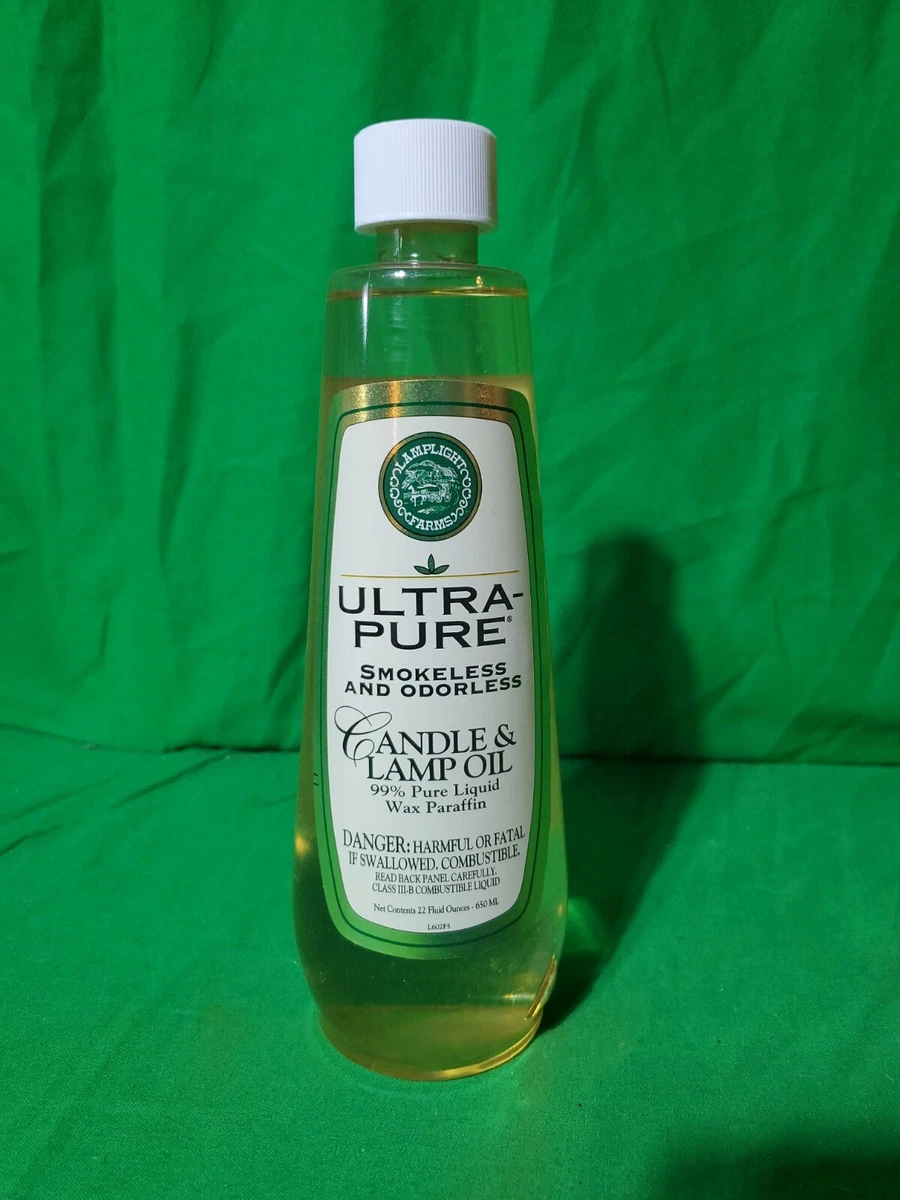 LAMPLIGHT
FARMS
ULTRA-
PURE®
SMOKELESS
AND ODORLESS
CANDLE &
LAMP OIL
99% Pure Liquid
Wax Paraffin
DANGER: HARMFUL OR FATAL
IF SWALLOWED. COMBUSTIBLE.
READ BACK PANEL CAREFULLY.
CLASS III-B COMBUSTIBLE LIQUID
Net Contents 22 Fluid Ounces - 650 ML
L602F5